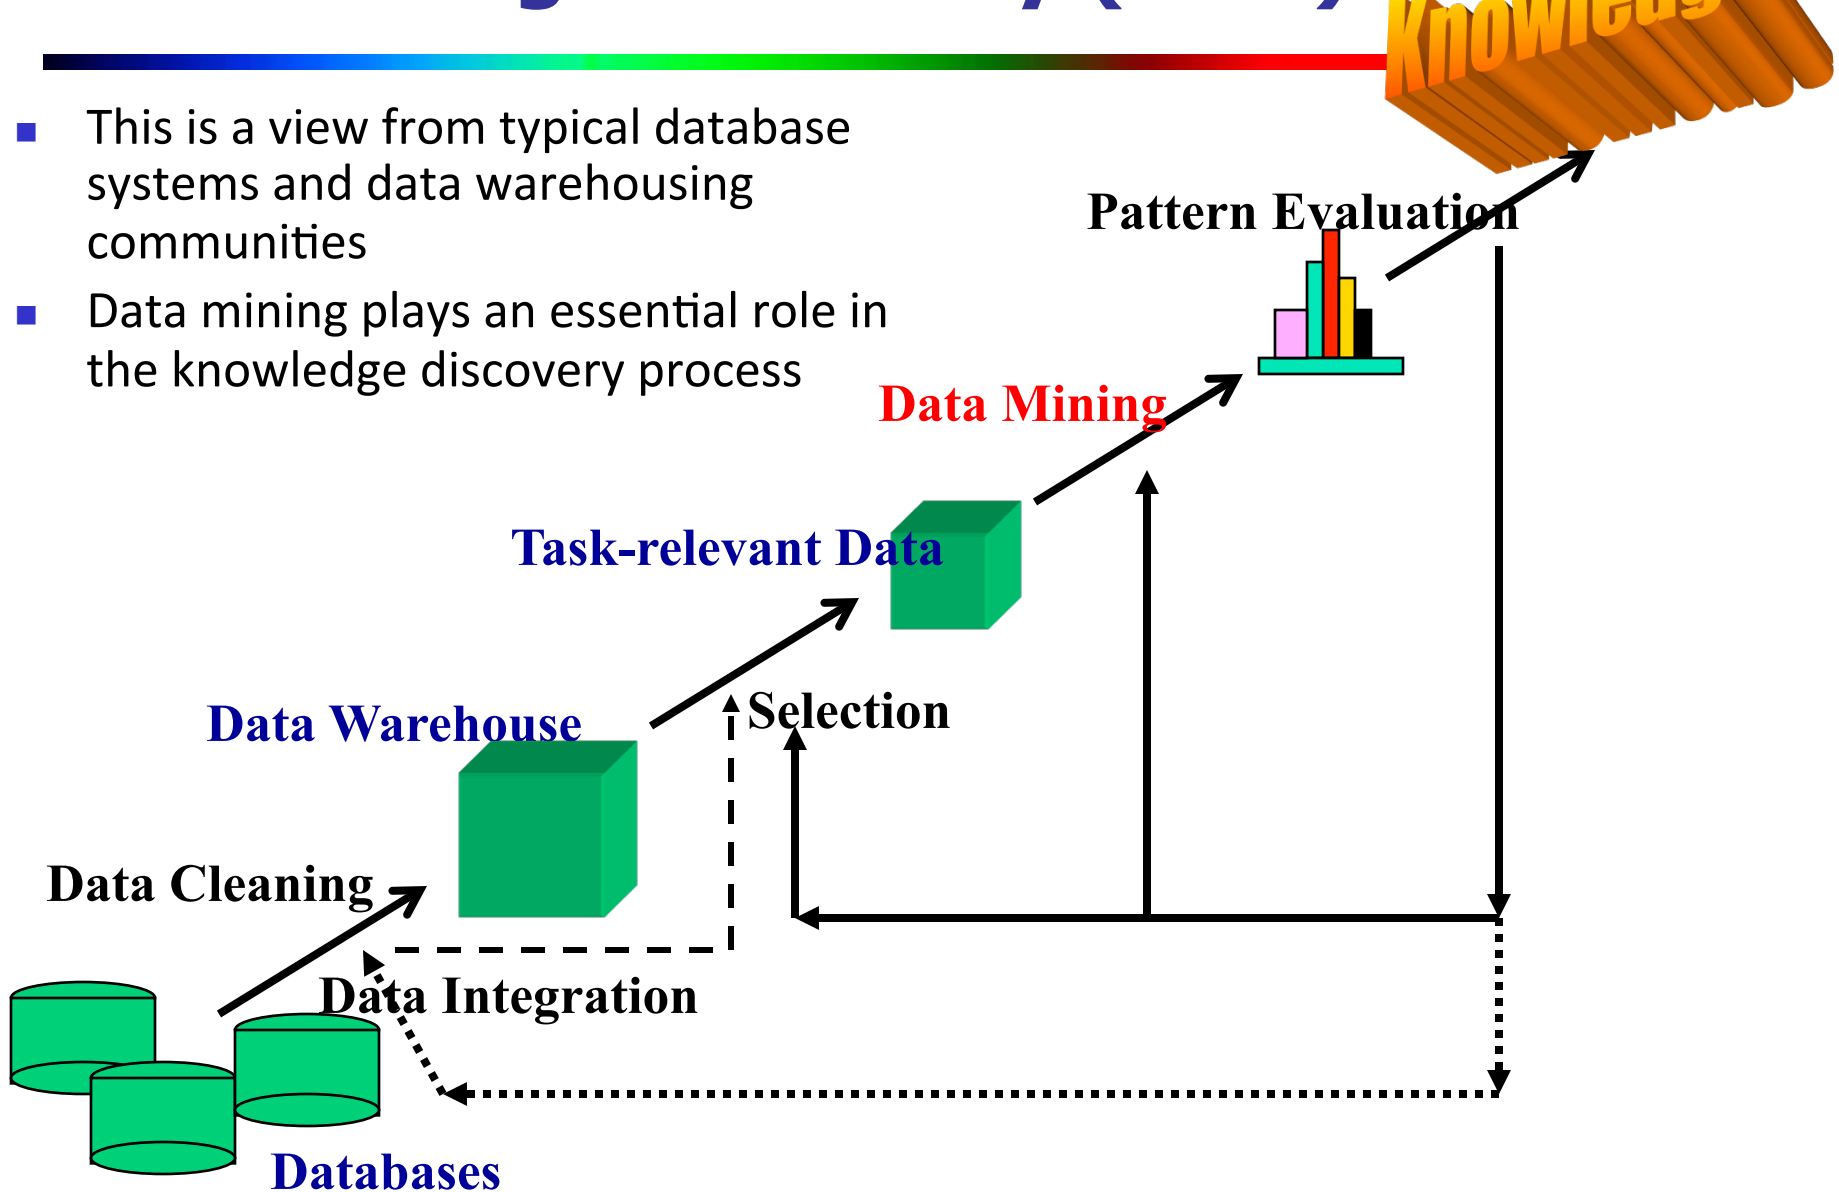 This is a view from typical database
systems and data warehousing
communities
Data mining plays an essential role in
the knowledge discovery process
Pattern Evaluation
Data Mining
Task-relevant Data
Selection
Data Warehouse
Data Cleaning
Data Integration
Databases